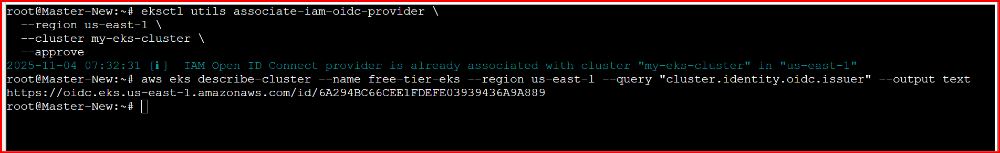 root@Master-New:~# eksctl utils associate-iam-oidc-provider \
  --region us-east-1 \
  --cluster my-eks-cluster \
  --approve
2025-11-04 07:32:31 [ℹ]  IAM Open ID Connect provider is already associated with cluster "my-eks-cluster" in "us-east-1"
root@Master-New:~# aws eks describe-cluster --name free-tier-eks --region us-east-1 --query "cluster.identity.oidc.issuer" --output text
https://oidc.eks.us-east-1.amazonaws.com/id/6A294BC66CEE1FDEFE03939436A9A889
root@Master-New:~#